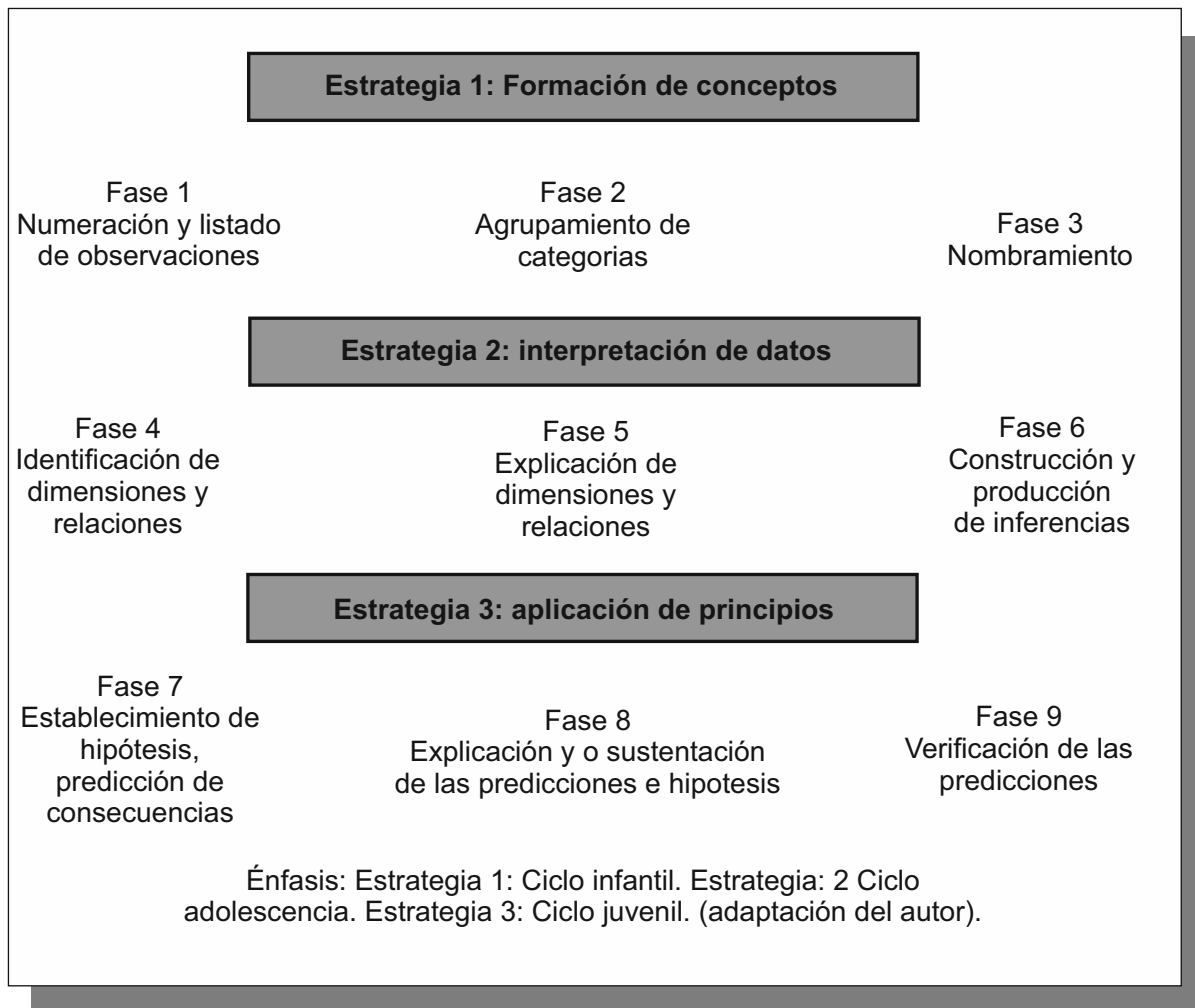 Estrategia 1: Formación de conceptos
Fase 1
Numeración y listado
de observaciones
Fase 2
Agrupamiento de
categorias
Fase 3
Nombramiento
Estrategia 2: interpretación de datos
Fase 4
Identificación de
dimensiones y
relaciones
Fase 5
Explicación de
dimensiones y
relaciones
Fase 6
Construcción y
producción
de inferencias
Estrategia 3: aplicación de principios
Fase 7
Establecimiento de
hipótesis,
predicción de
consecuencias
Fase 8
Explicación y o sustentación
de las predicciones e hipotesis
Fase 9
Verificación de las
predicciones
Énfasis: Estrategia 1: Ciclo infantil. Estrategia: 2 Ciclo
adolescencia. Estrategia 3: Ciclo juvenil. (adaptación del autor).